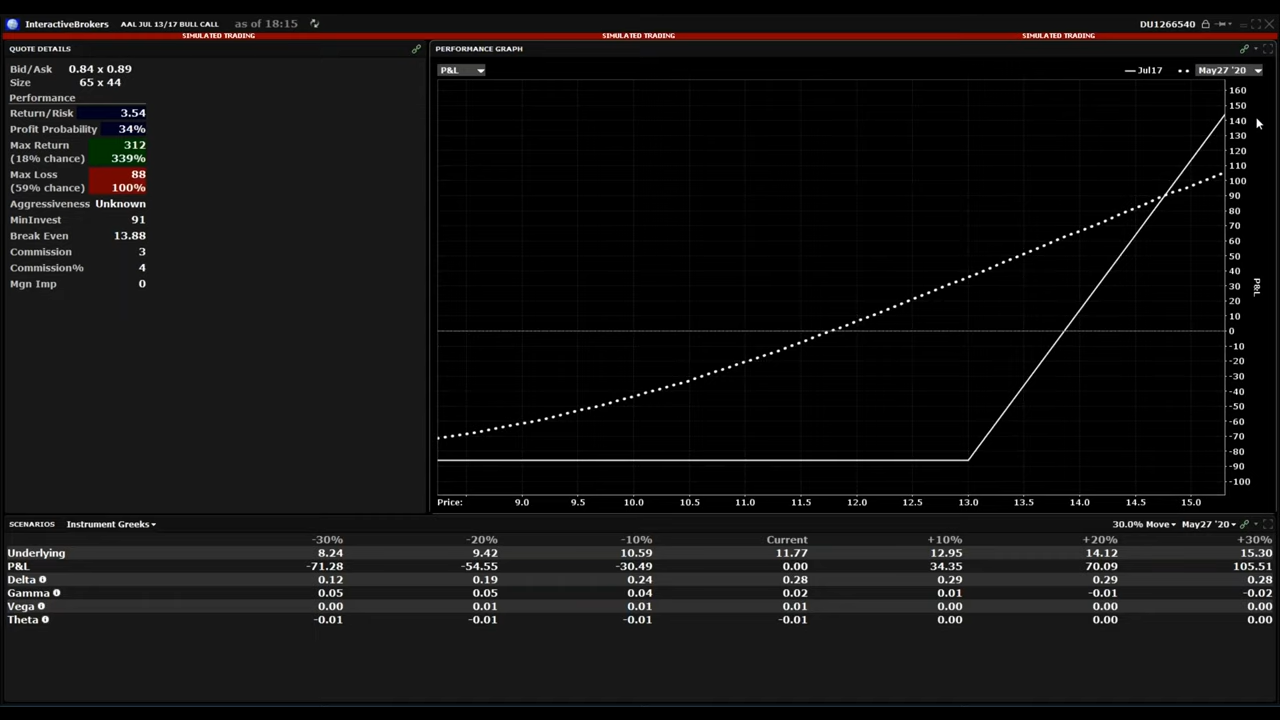 InteractiveBrokers AAL JUL 13/17 BULL CALL as of 18:15 DU1266540
SIMULATED TRADING SIMULATED TRADING SIMULATED TRADING
QUOTE DETAILS
Bid/Ask 0.84 x 0.89
Size 65 x 44
Performance
Return/Risk 3.54
Profit Probability 34%
Max Return 312
(18% chance) 339%
Max Loss 88
(59% chance) 100%
Aggressiveness Unknown
MinInvest 91
Break Even 13.88
Commission 3
Commission% 4
Mgn Imp 0
PERFORMANCE GRAPH
P&L Jul17 May27 '20
160
150
140
130
120
110
100
90
80
70
60
50
40
30
20
10
0
-10
-20
-30
-40
-50
-60
-70
-80
-90
-100
P&L
Price: 9.0 9.5 10.0 10.5 11.0 11.5 12.0 12.5 13.0 13.5 14.0 14.5 15.0
SCENARIOS Instrument Greeks 30.0% Move May27 '20
-30% -20% -10% Current +10% +20% +30%
Underlying 8.24 9.42 10.59 11.77 12.95 14.12 15.30
P&L -71.28 -54.55 -30.49 0.00 34.35 70.09 105.51
Delta 0.12 0.19 0.24 0.28 0.29 0.29 0.28
Gamma 0.05 0.05 0.04 0.02 0.01 -0.01 -0.02
Vega 0.00 0.01 0.01 0.01 0.00 0.00 0.00
Theta -0.01 -0.01 -0.01 -0.01 0.00 0.00 0.00